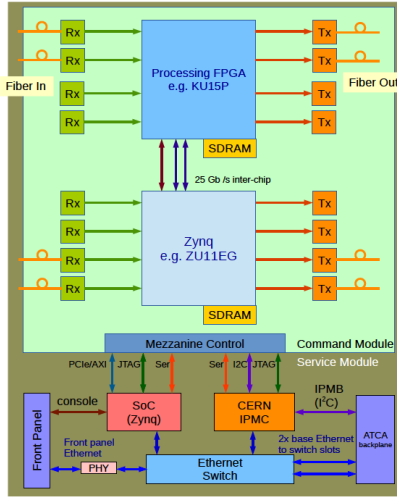 Rx
Tx
Rx
Processing FPGA
Tx
e.g. KU15P
Fiber In
Fiber Out
Rx
Tx
Rx
Tx
SDRAM
25 Gb /s inter-chip
Rx
Tx
Rx
Zynq
Tx
e.g. ZU11EG
Rx
Tx
Rx
Tx
SDRAM
Mezzanine Control
Command Module
Service Module
PCIe/AXI
JTAG
Ser
Ser
I2C
JTAG
IPMB
(I²C)
console
SoC
(Zynq)
CERN
IPMC
Front Panel
ATCA
backplane
Front panel
Ethernet
2x base Ethernet
to switch slots
PHY
Ethernet
Switch